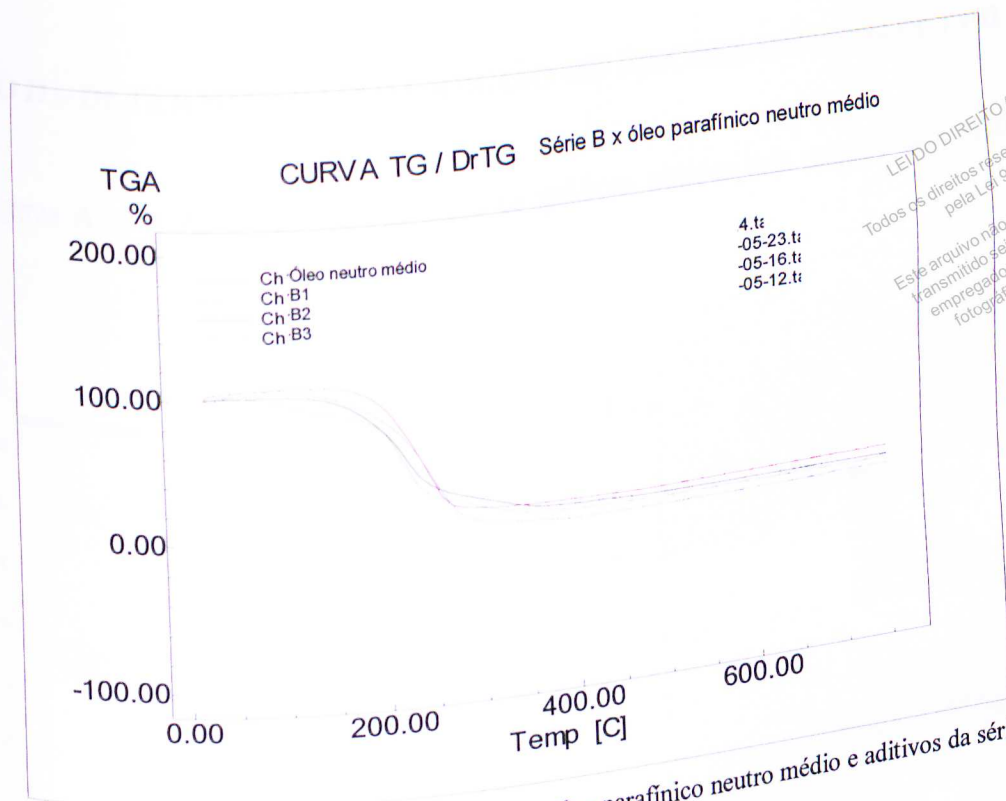 CURVA TG / DrTG Série B x óleo parafínico neutro médio
TGA
%
200.00
100.00
0.00
-100.00
Ch Óleo neutro médio
Ch B1
Ch B2
Ch B3
4.ta
-05-23.ta
-05-16.ta
-05-12.ta
0.00 200.00 400.00 600.00
Temp [C]
parafínico neutro médio e aditivos da sér
LEI DO DIREITO
Todos os direitos rese
pela Lei 9
Este arquivo não
transmitido se
empregado
fotográf